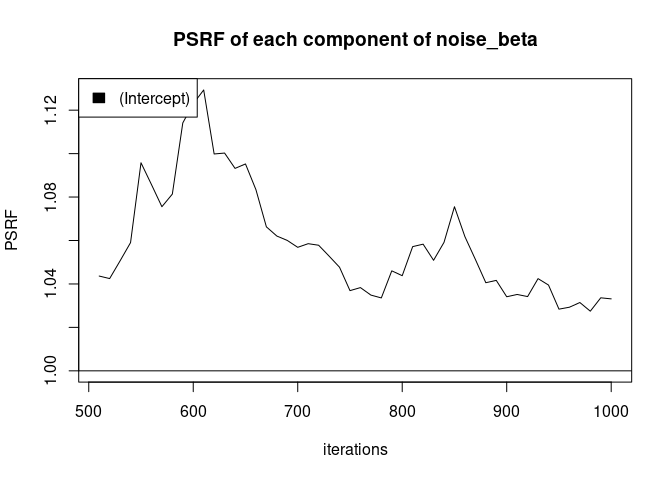 PSRF of each component of noise_beta
(Intercept)
PSRF
1.12
1.08
1.04
1.00
500 600 700 800 900 1000
iterations